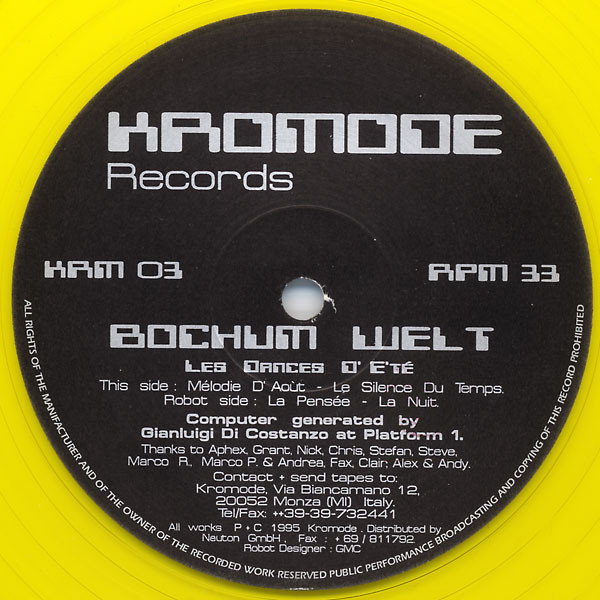 KROMODE
Records
KRM 03
RPM 33
BOCHUM WELT
LES DANCES D' E'TÉ
This side : Mélodie D' Aoùt - Le Silence Du Temps.
Robot side : La Pensée - La Nuit.
Computer generated by
Gianluigi Di Costanzo at Platform 1.
Thanks to Aphex, Grant, Nick, Chris, Stefan, Steve,
Marco R., Marco P. & Andrea, Fax, Clair, Alex & Andy.
Contact + send tapes to:
Kromode, Via Biancamano 12,
20052 Monza (MI) Italy.
Tel/Fax: ++39-39-732441
All works P + C 1995 Kromode . Distributed by
Neuton GmbH , Fax : + 69 / 811792
Robot Designer : GMC
ALL RIGHTS OF THE MANIFACTURER AND OF THE OWNER OF THE RECORDED WORK RESERVED PUBLIC PERFORMANCE BROADCASTING AND COPYING OF THIS RECORD PROHIBITED